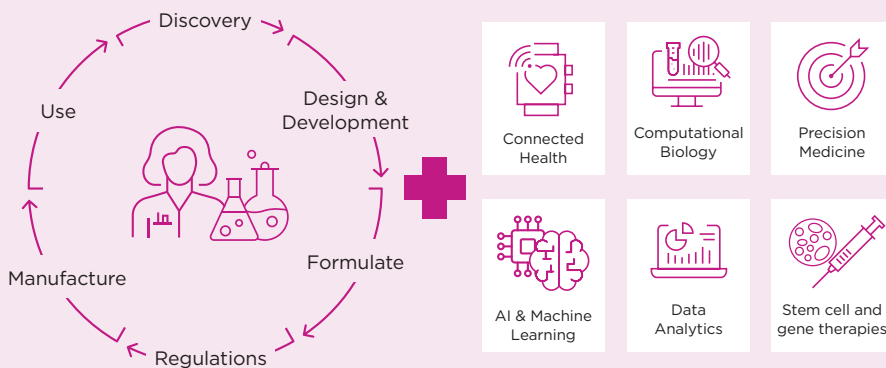 Discovery
Design &
Development
Formulate
Regulations
Manufacture
Use
Connected
Health
Computational
Biology
Precision
Medicine
AI & Machine
Learning
Data
Analytics
Stem cell and
gene therapies